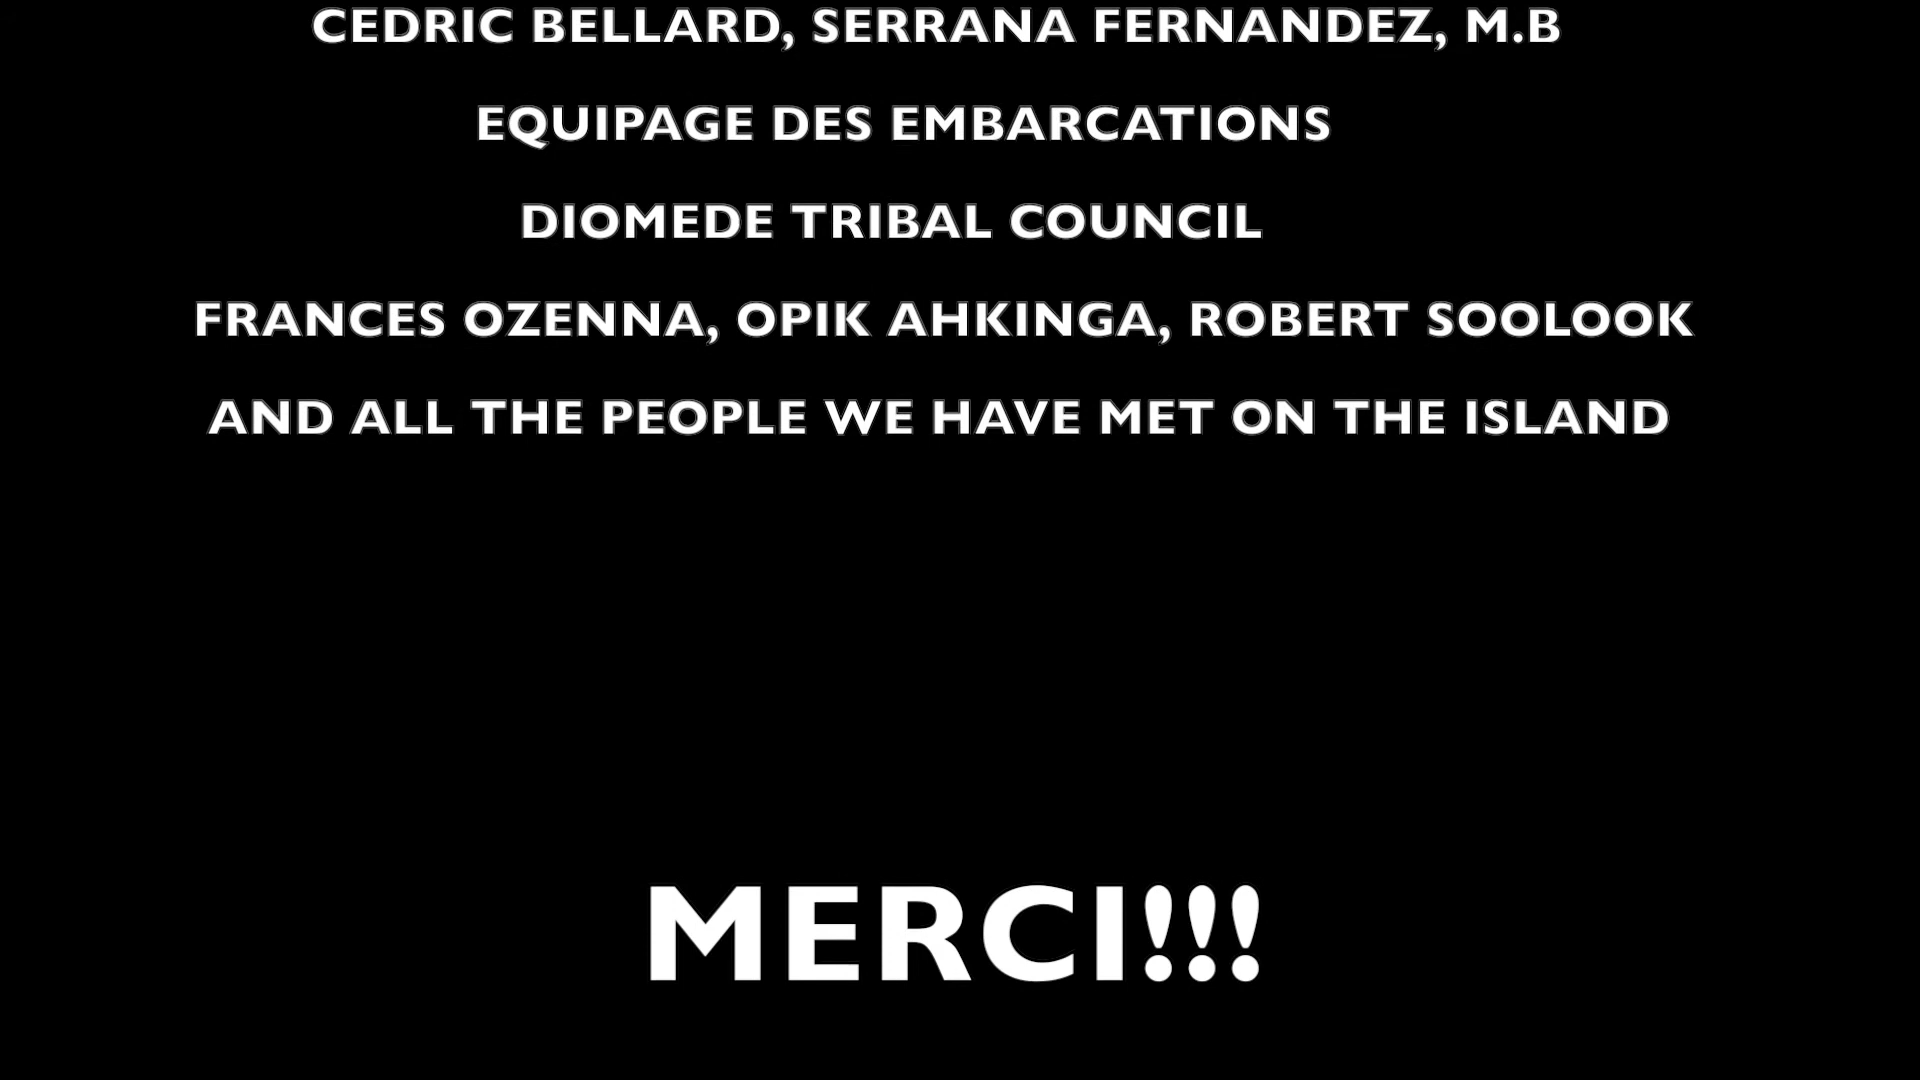 CEDRIC BELLARD, SERRANA FERNANDEZ, M.B
EQUIPAGE DES EMBARCATIONS
DIOMEDE TRIBAL COUNCIL
FRANCES OZENNA, OPIK AHKINGA, ROBERT SOOLOOK
AND ALL THE PEOPLE WE HAVE MET ON THE ISLAND
MERCI!!!